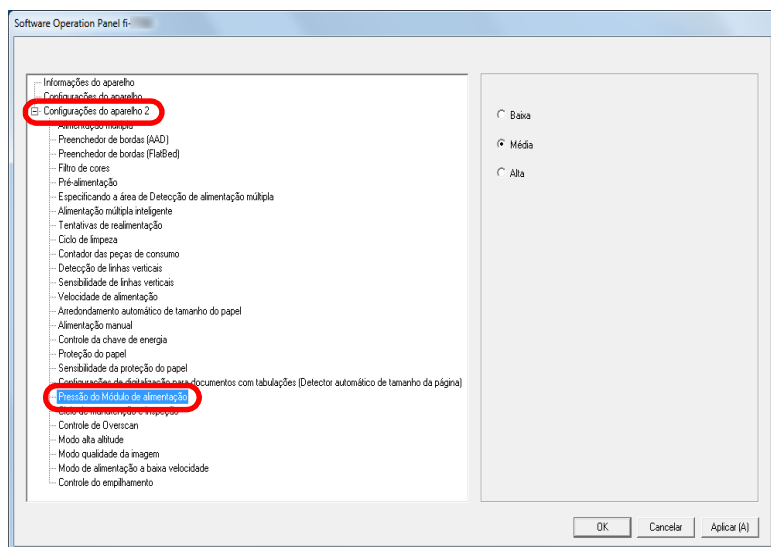 Software Operation Panel fi-
Informações do aparelho
Configurações do aparelho
Configurações do aparelho 2
Alimentação múltipla
Preenchedor de bordas (AAD)
Preenchedor de bordas (FlatBed)
Filtro de cores
Pré-alimentação
Especificando a área de Detecção de alimentação múltipla
Alimentação múltipla inteligente
Tentativas de realimentação
Ciclo de limpeza
Contador das peças de consumo
Detecção de linhas verticais
Sensibilidade de linhas verticais
Velocidade de alimentação
Arredondamento automático de tamanho do papel
Alimentação manual
Controle da chave de energia
Proteção do papel
Sensibilidade da proteção do papel
Configurações de digitalização para documentos com tabulações (Detector automático de tamanho da página)
Pressão do Módulo de alimentação
Ciclo de manutenção e inspeção
Controle de Overscan
Modo alta altitude
Modo qualidade da imagem
Modo de alimentação a baixa velocidade
Controle do empilhamento
Baixa
Média
Alta
OK
Cancelar
Aplicar (A)